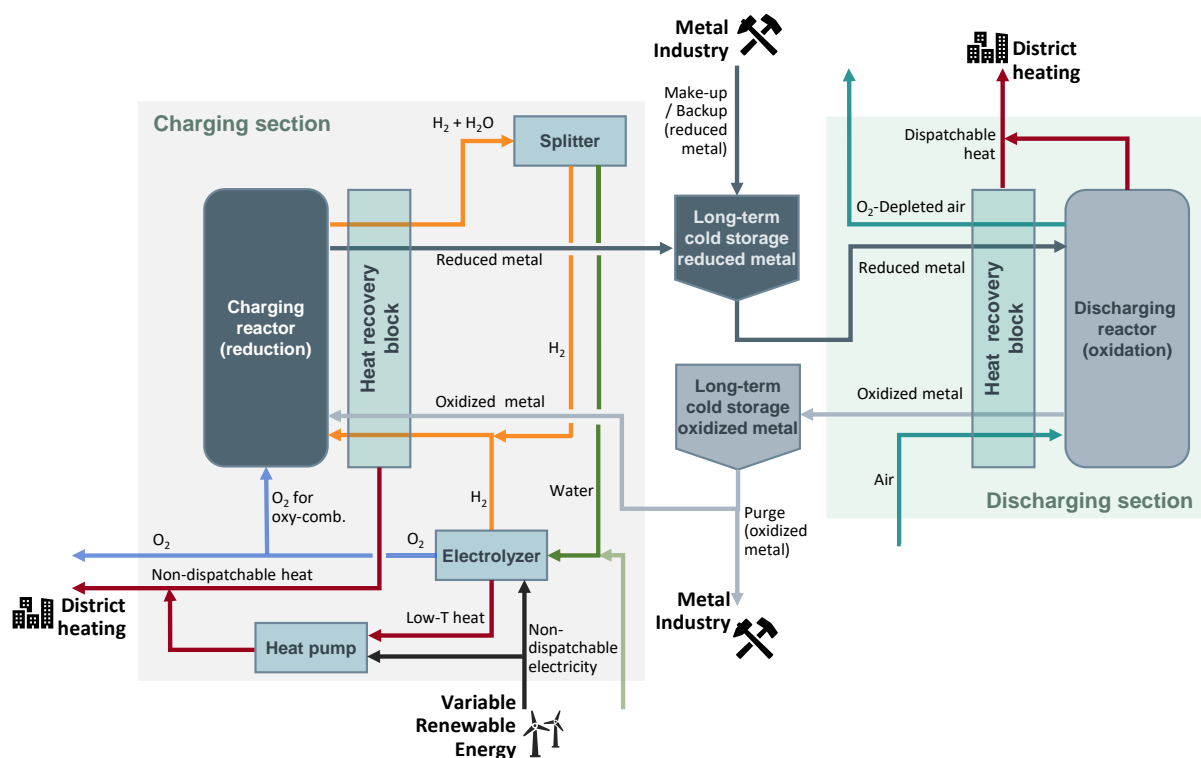 Metal
Industry
District
heating
Make-up
/ Backup
(reduced
metal)
Charging section
H₂ + H₂O
Splitter
Dispatchable
heat
Long-term
cold storage
reduced metal
O₂-Depleted air
Reduced metal
Reduced metal
Charging
reactor
(reduction)
Heat recovery
block
Heat recovery
block
Discharging
reactor
(oxidation)
H₂
Long-term
cold storage
oxidized metal
Oxidized metal
Oxidized metal
Air
H₂
Water
O₂ for
oxy-comb.
Discharging section
Purge
(oxidized
metal)
O₂
O₂
Electrolyzer
Non-dispatchable heat
District
heating
Low-T heat
Metal
Industry
Heat pump
Non-
dispatchable
electricity
Variable
Renewable
Energy